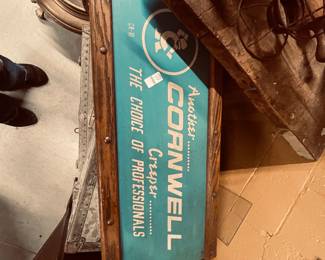 Another..........
CORNWELL
Creeper..........
THE CHOICE OF PROFESSIONALS